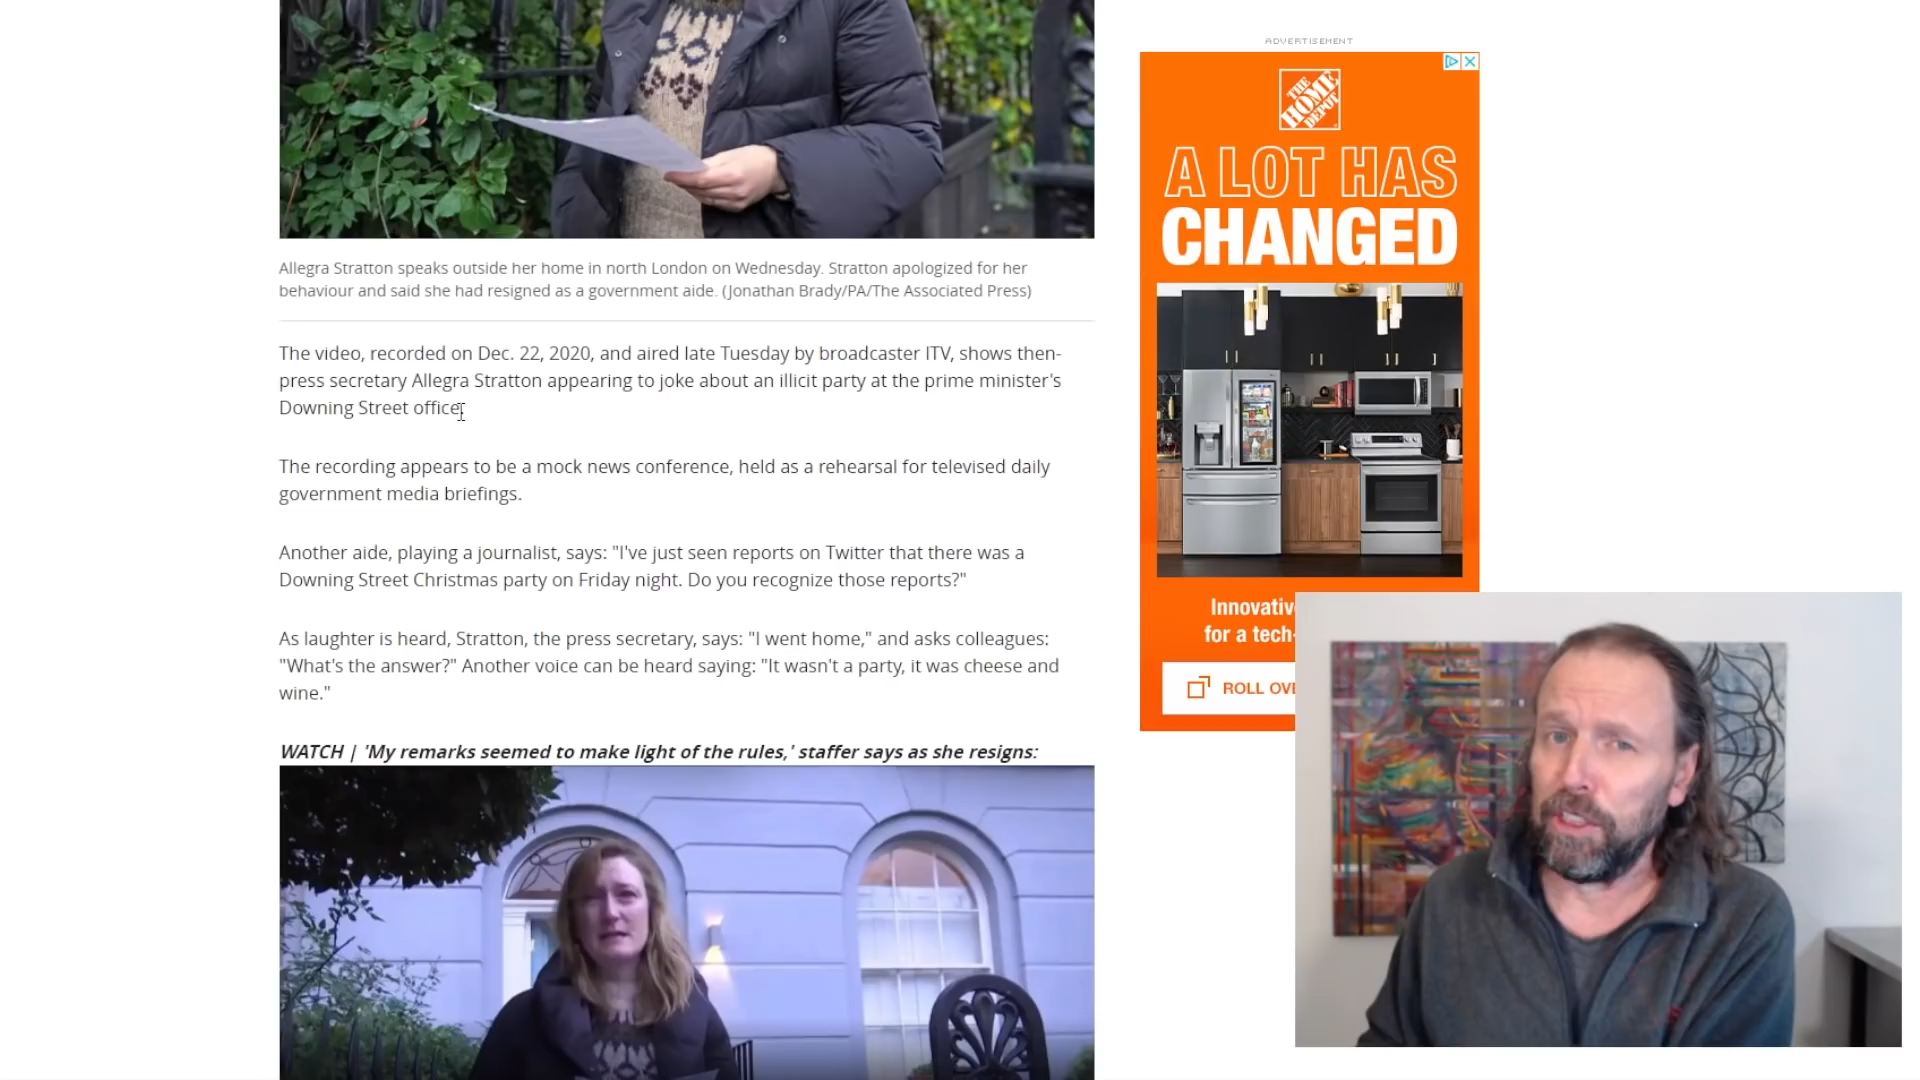 Allegra Stratton speaks outside her home in north London on Wednesday. Stratton apologized for her
behaviour and said she had resigned as a government aide. (Jonathan Brady/PA/The Associated Press)
The video, recorded on Dec. 22, 2020, and aired late Tuesday by broadcaster ITV, shows then-
press secretary Allegra Stratton appearing to joke about an illicit party at the prime minister's
Downing Street office.
The recording appears to be a mock news conference, held as a rehearsal for televised daily
government media briefings.
Another aide, playing a journalist, says: "I've just seen reports on Twitter that there was a
Downing Street Christmas party on Friday night. Do you recognize those reports?"
As laughter is heard, Stratton, the press secretary, says: "I went home," and asks colleagues:
"What's the answer?" Another voice can be heard saying: "It wasn't a party, it was cheese and
wine."
WATCH | 'My remarks seemed to make light of the rules,' staffer says as she resigns:
ADVERTISEMENT
THE
HOME
DEPOT
A LOT HAS
CHANGED
Innovativ
for a tech-
ROLL OVE